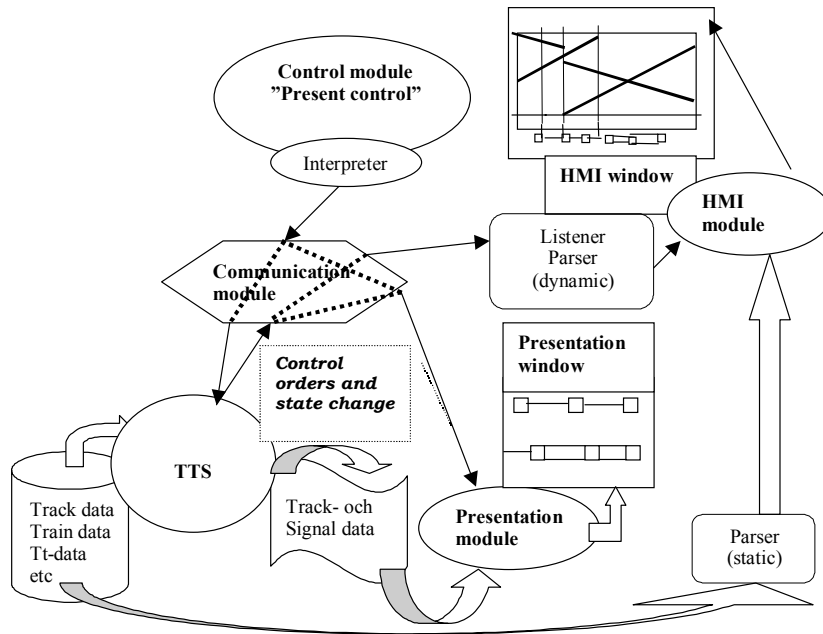 Control module
”Present control”
Interpreter
HMI window
HMI
module
Listener
Parser
(dynamic)
Communication
module
Presentation
window
Control
orders and
state change
TTS
Track data
Train data
Tt-data
etc
Track- och
Signal data
Presentation
module
Parser
(static)